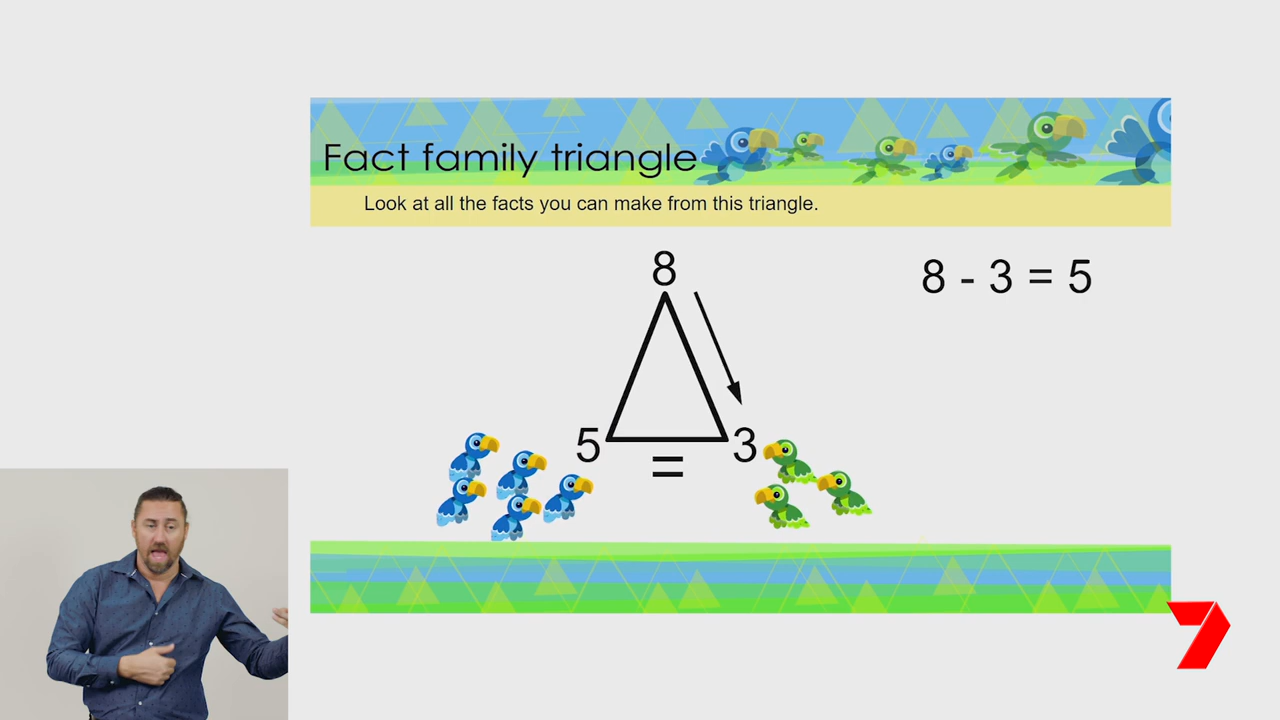 Fact family triangle
Look at all the facts you can make from this triangle.
8
8 - 3 = 5
5
3
=
7